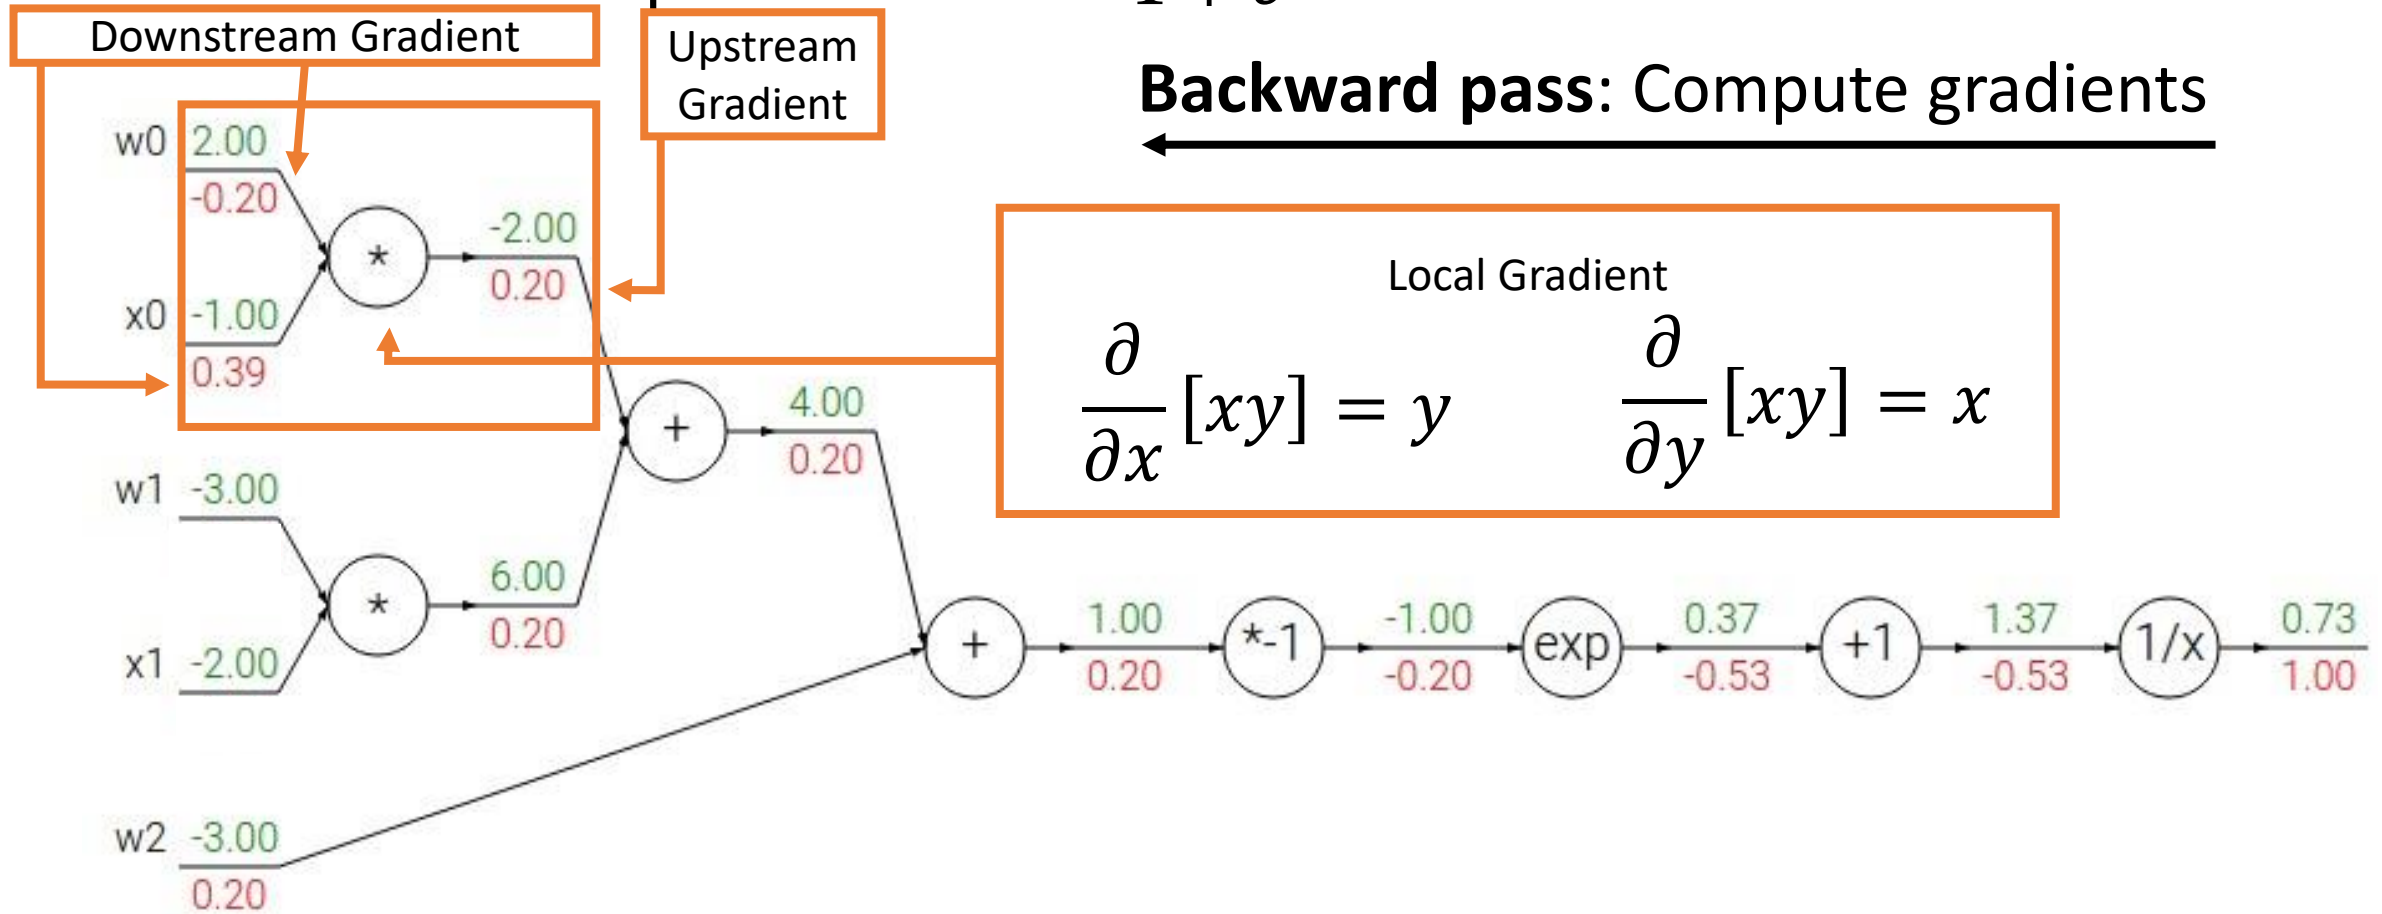 Downstream Gradient
Upstream
Gradient
Backward pass: Compute gradients
w0 2.00
-0.20
*
-2.00
0.20
x0 -1.00
0.39
Local Gradient
∂/∂x [xy] = y
∂/∂y [xy] = x
+
4.00
0.20
w1 -3.00
*
6.00
0.20
x1 -2.00
+
1.00
0.20
*-1
-1.00
-0.20
exp
0.37
-0.53
+1
1.37
-0.53
1/x
0.73
1.00
w2 -3.00
0.20